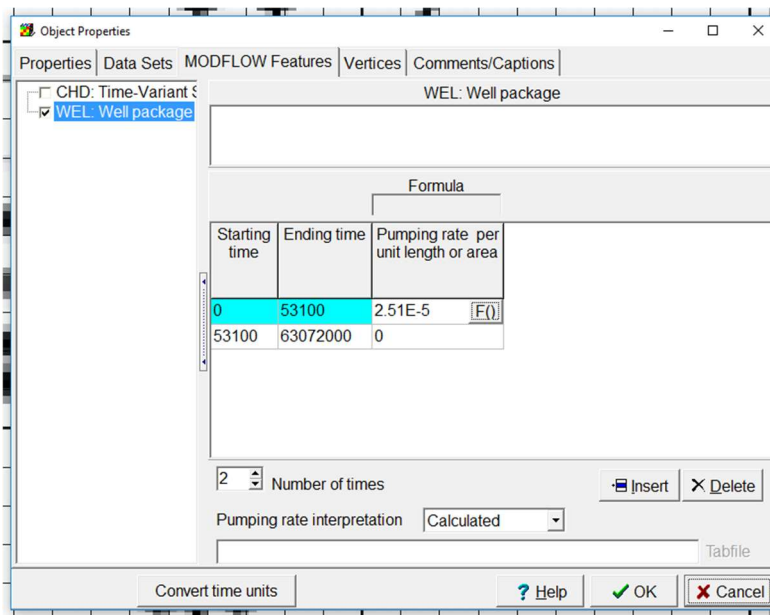 Object Properties
Properties Data Sets MODFLOW Features Vertices Comments/Captions
CHD: Time-Variant S
WEL: Well package
WEL: Well package
Formula
Starting time Ending time Pumping rate per unit length or area
0 53100 2.51E-5 F()
53100 63072000 0
2 Number of times Insert Delete
Pumping rate interpretation Calculated
Tabfile
Convert time units ? Help OK Cancel